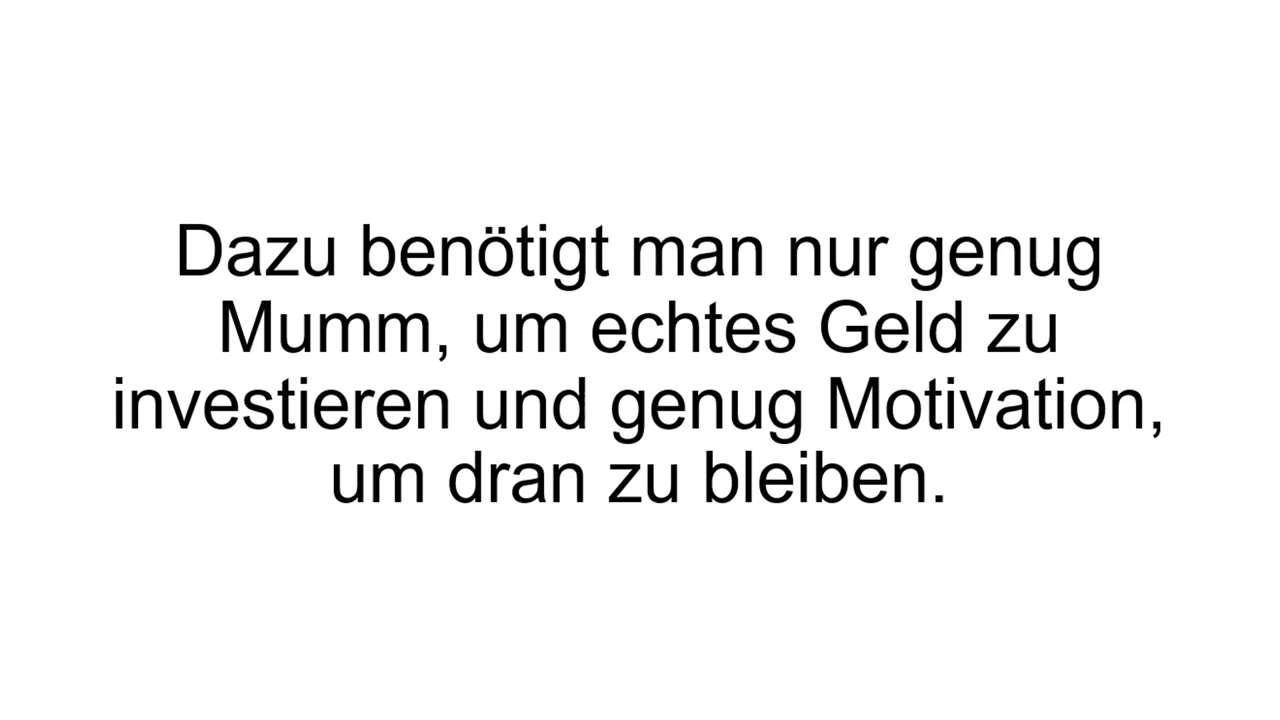 Dazu benötigt man nur genug
Mumm, um echtes Geld zu
investieren und genug Motivation,
um dran zu bleiben.